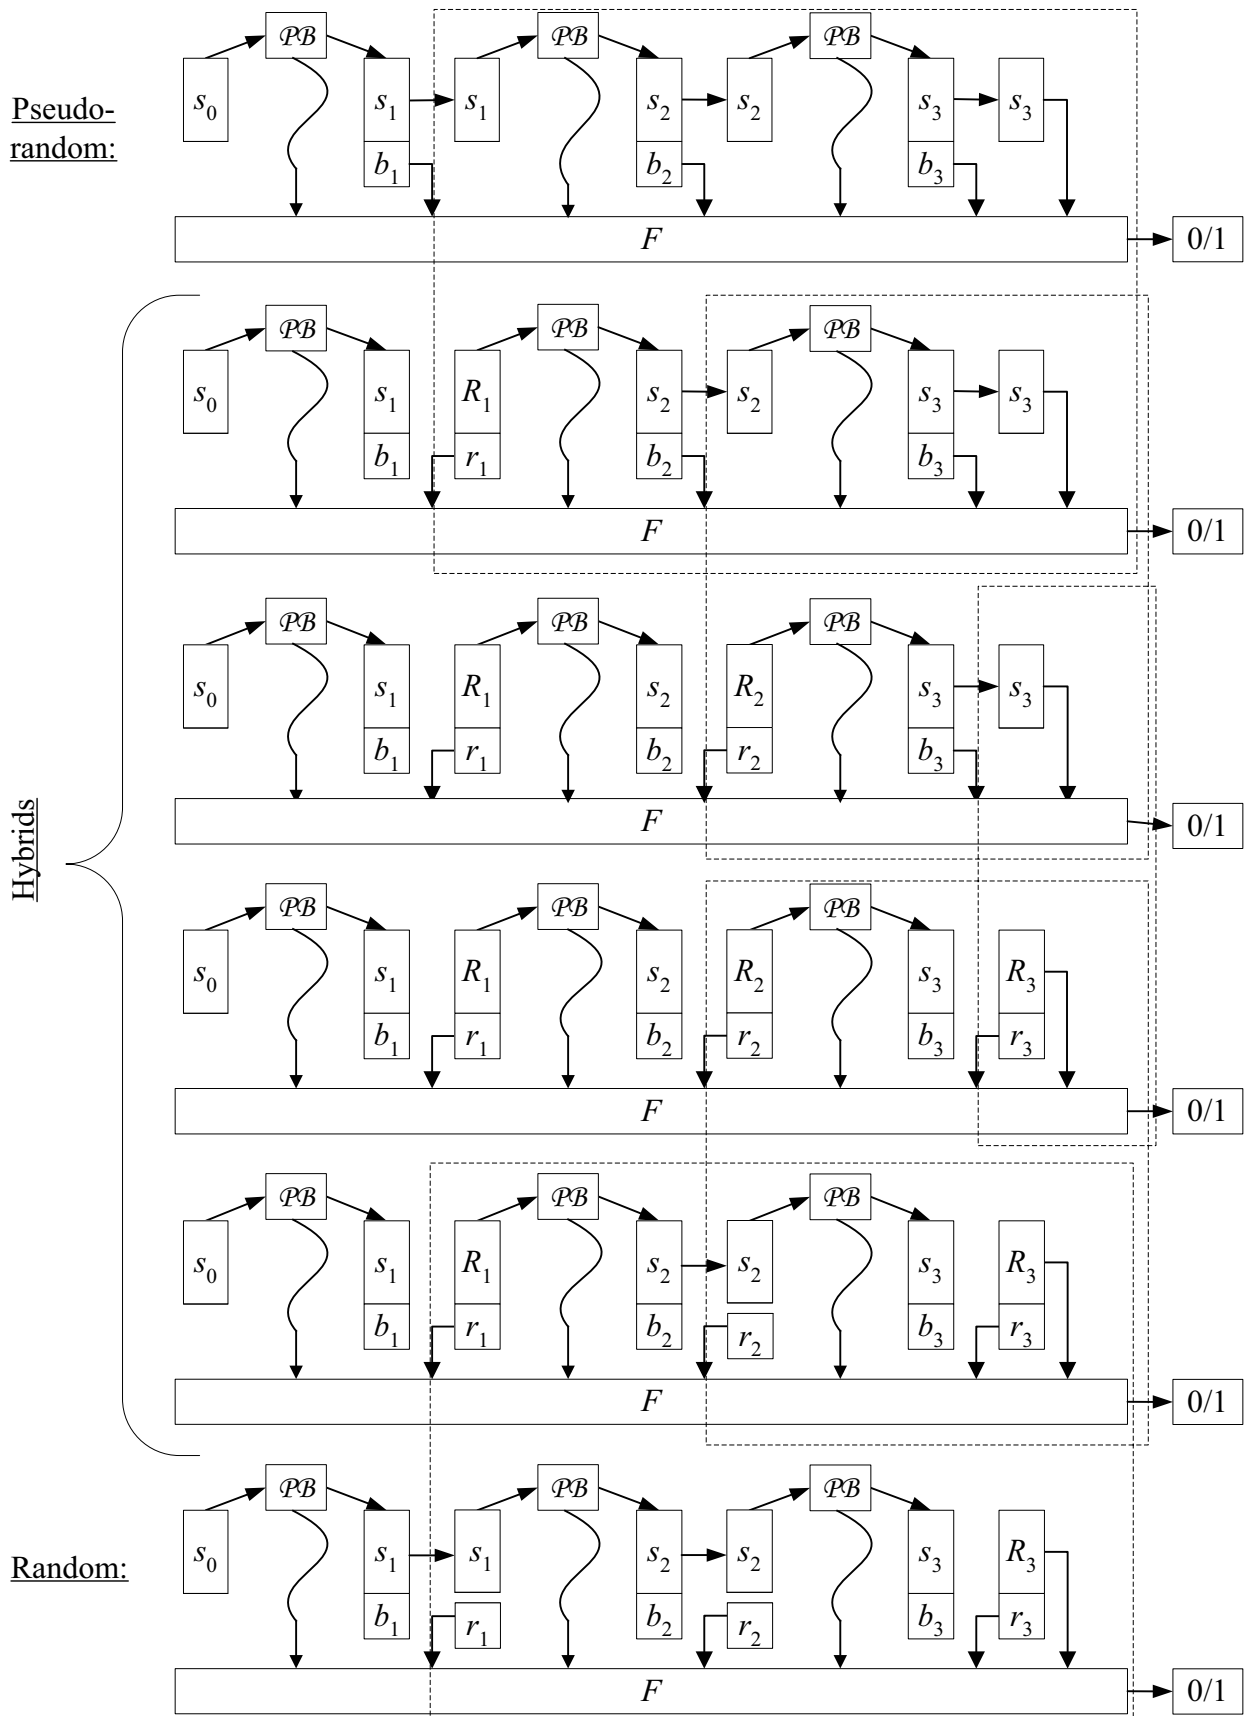 𝒫ℬ 𝒫ℬ 𝒫ℬ
s₀ s₁ s₁ s₂ s₂ s₃ s₃
Pseudo-
random:
b₁ b₂ b₃
F 0/1
𝒫ℬ 𝒫ℬ 𝒫ℬ
s₀ s₁ R₁ s₂ s₂ s₃ s₃
b₁ r₁ b₂ b₃
F 0/1
𝒫ℬ 𝒫ℬ 𝒫ℬ
s₀ s₁ R₁ s₂ R₂ s₃ s₃
b₁ r₁ b₂ r₂ b₃
F 0/1
Hybrids
𝒫ℬ 𝒫ℬ 𝒫ℬ
s₀ s₁ R₁ s₂ R₂ s₃ R₃
b₁ r₁ b₂ r₂ b₃ r₃
F 0/1
𝒫ℬ 𝒫ℬ 𝒫ℬ
s₀ s₁ R₁ s₂ s₂ s₃ R₃
b₁ r₁ b₂ r₂ b₃ r₃
F 0/1
𝒫ℬ 𝒫ℬ 𝒫ℬ
Random: s₀ s₁ s₁ s₂ s₂ s₃ R₃
b₁ r₁ b₂ r₂ b₃ r₃
F 0/1